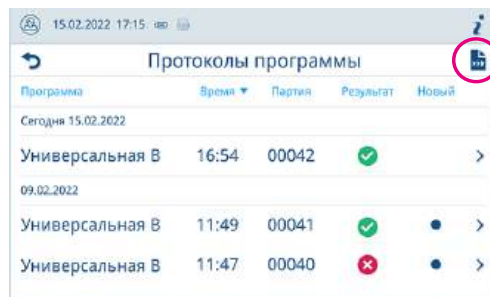 15.02.2022 17:15
i
Протоколы программы
Программа Время ▼ Партия Результат Новый
Сегодня 15.02.2022
Универсальная В 16:54 00042
09.02.2022
Универсальная В 11:49 00041
Универсальная В 11:47 00040